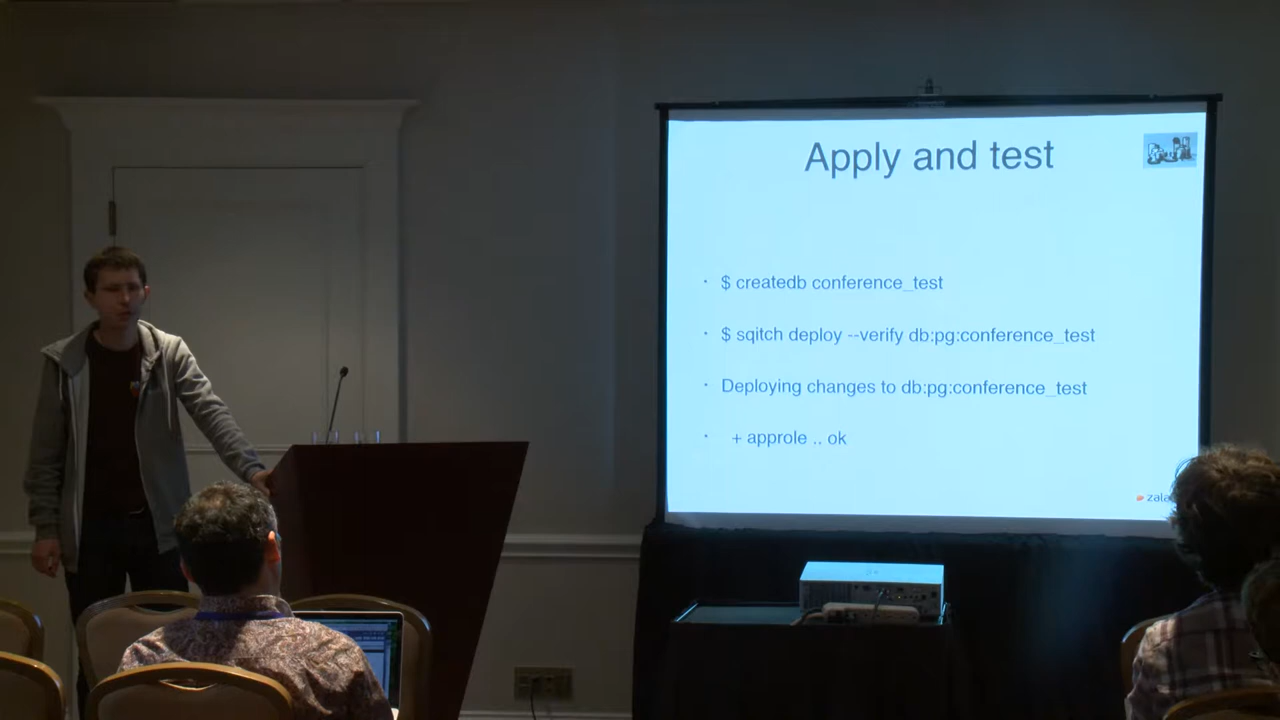 Apply and test
· $ createdb conference_test
· $ sqitch deploy --verify db:pg:conference_test
· Deploying changes to db:pg:conference_test
· + approle .. ok